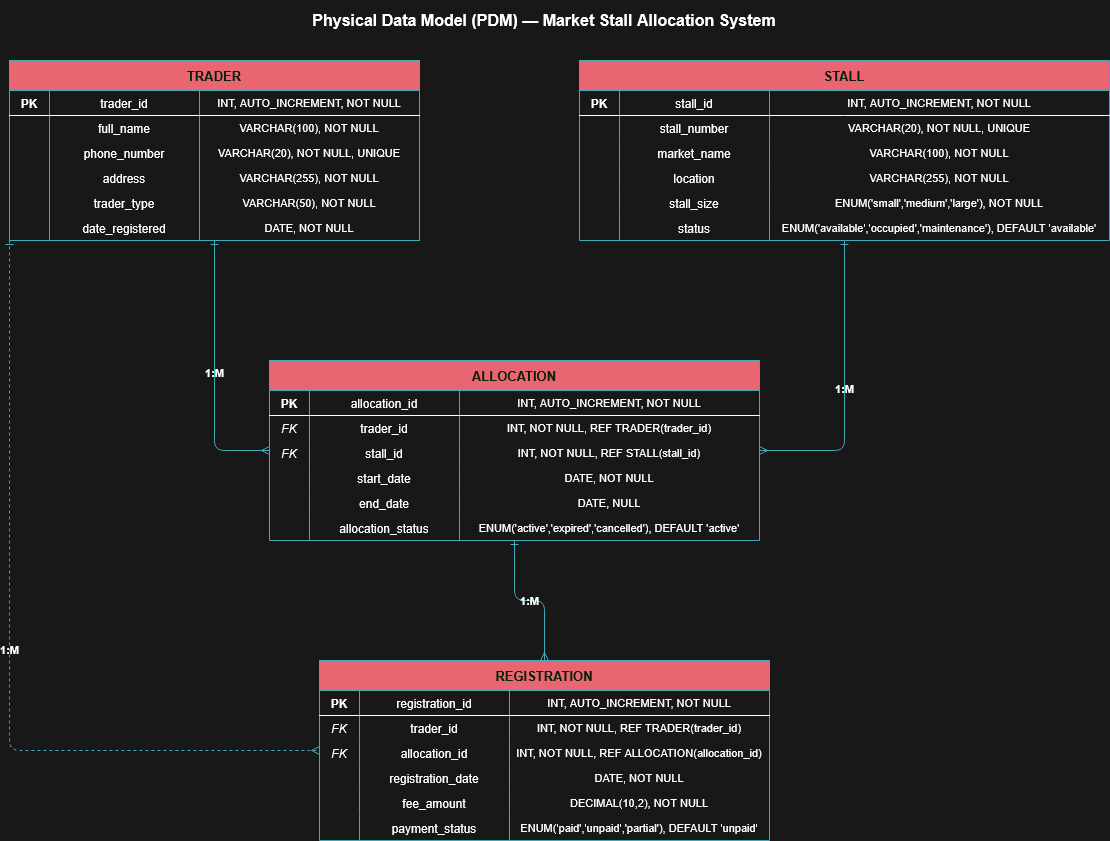 Physical Data Model (PDM) — Market Stall Allocation System
TRADER
PK trader_id INT, AUTO_INCREMENT, NOT NULL
full_name VARCHAR(100), NOT NULL
phone_number VARCHAR(20), NOT NULL, UNIQUE
address VARCHAR(255), NOT NULL
trader_type VARCHAR(50), NOT NULL
date_registered DATE, NOT NULL
STALL
PK stall_id INT, AUTO_INCREMENT, NOT NULL
stall_number VARCHAR(20), NOT NULL, UNIQUE
market_name VARCHAR(100), NOT NULL
location VARCHAR(255), NOT NULL
stall_size ENUM('small','medium','large'), NOT NULL
status ENUM('available','occupied','maintenance'), DEFAULT 'available'
1:M
1:M
ALLOCATION
PK allocation_id INT, AUTO_INCREMENT, NOT NULL
FK trader_id INT, NOT NULL, REF TRADER(trader_id)
FK stall_id INT, NOT NULL, REF STALL(stall_id)
start_date DATE, NOT NULL
end_date DATE, NULL
allocation_status ENUM('active','expired','cancelled'), DEFAULT 'active'
1:M
1:M
REGISTRATION
PK registration_id INT, AUTO_INCREMENT, NOT NULL
FK trader_id INT, NOT NULL, REF TRADER(trader_id)
FK allocation_id INT, NOT NULL, REF ALLOCATION(allocation_id)
registration_date DATE, NOT NULL
fee_amount DECIMAL(10,2), NOT NULL
payment_status ENUM('paid','unpaid','partial'), DEFAULT 'unpaid'